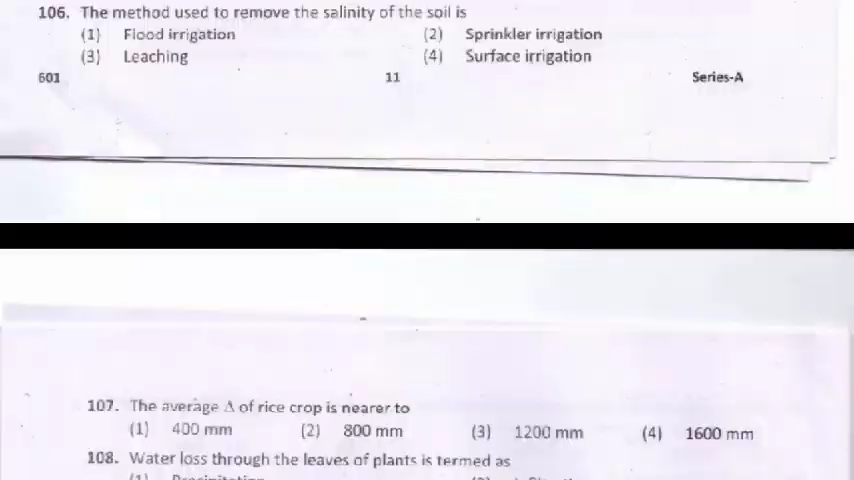 106. The method used to remove the salinity of the soil is
(1) Flood irrigation (2) Sprinkler irrigation
(3) Leaching (4) Surface irrigation
601 11 Series-A
107. The average Δ of rice crop is nearer to
(1) 400 mm (2) 800 mm (3) 1200 mm (4) 1600 mm
108. Water loss through the leaves of plants is termed as
(1) Precipitation (2)